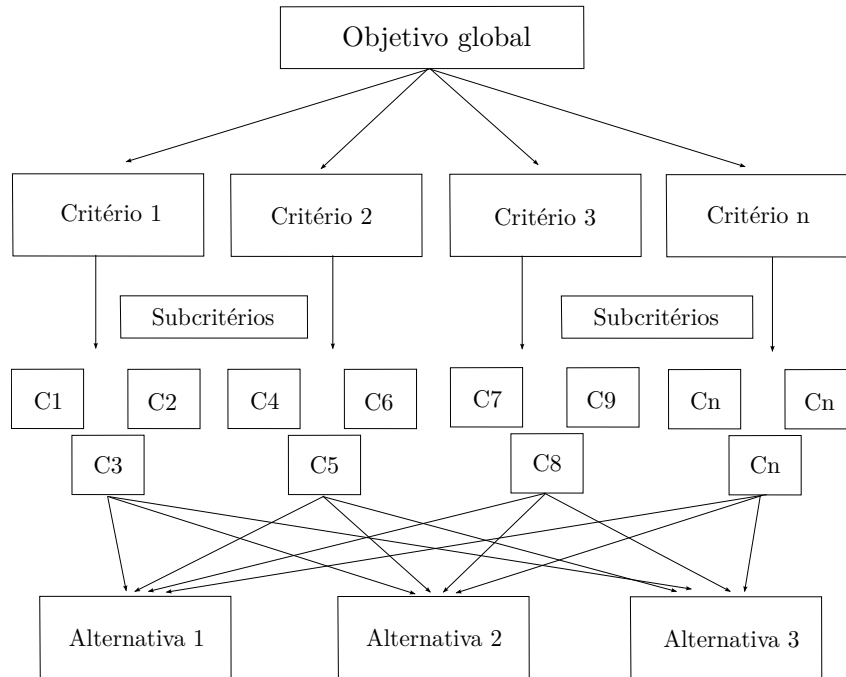 Objetivo global
Critério 1
Critério 2
Critério 3
Critério n
Subcritérios
Subcritérios
C1
C2
C4
C6
C7
C9
Cn
Cn
C3
C5
C8
Cn
Alternativa 1
Alternativa 2
Alternativa 3